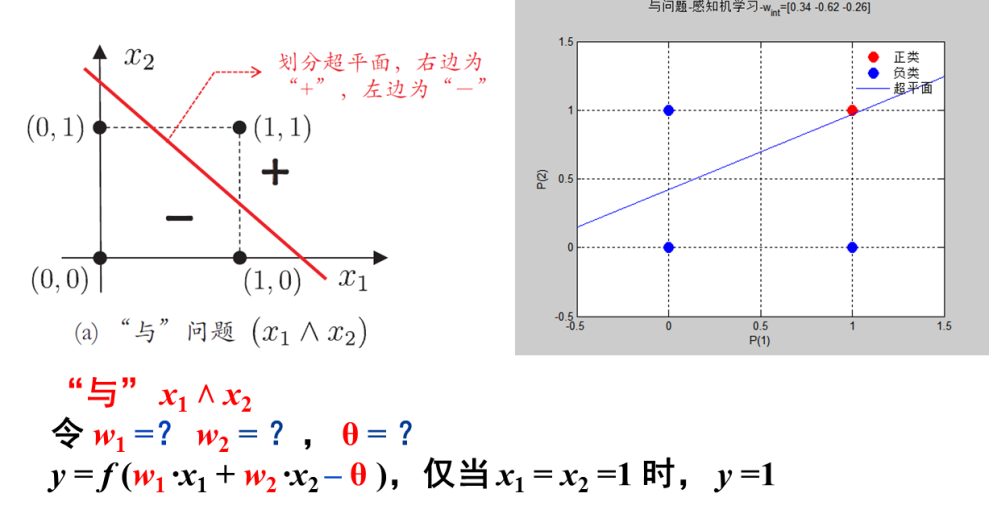 x₂
划分超平面，右边为
“+”，左边为“−”
(0, 1)
(1, 1)
+
−
(0, 0)
(1, 0)
x₁
(a) “与”问题 (x₁ ∧ x₂)
与问题-感知机学习-w_int=[0.34 -0.62 -0.26]
正类
负类
超平面
1.5
1
0.5
0
-0.5
P(2)
-0.5
0
0.5
1
1.5
P(1)
“与” x₁ ∧ x₂
令 w₁ =？ w₂ = ？，θ = ？
y = f (w₁ ·x₁ + w₂ ·x₂ – θ )，仅当 x₁ = x₂ =1 时， y =1